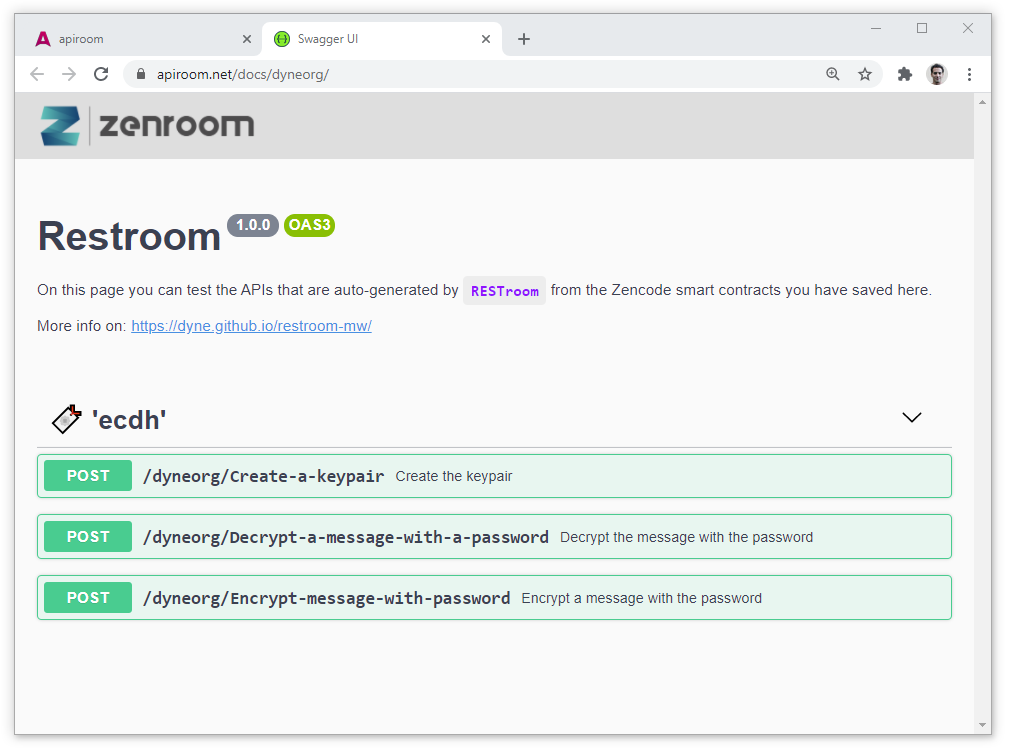 apiroom
Swagger UI
apiroom.net/docs/dyneorg/
zenroom
Restroom 1.0.0 OAS3
On this page you can test the APIs that are auto-generated by RESTroom from the Zencode smart contracts you have saved here.
More info on: https://dyne.github.io/restroom-mw/
'ecdh'
POST /dyneorg/Create-a-keypair Create the keypair
POST /dyneorg/Decrypt-a-message-with-a-password Decrypt the message with the password
POST /dyneorg/Encrypt-message-with-password Encrypt a message with the password